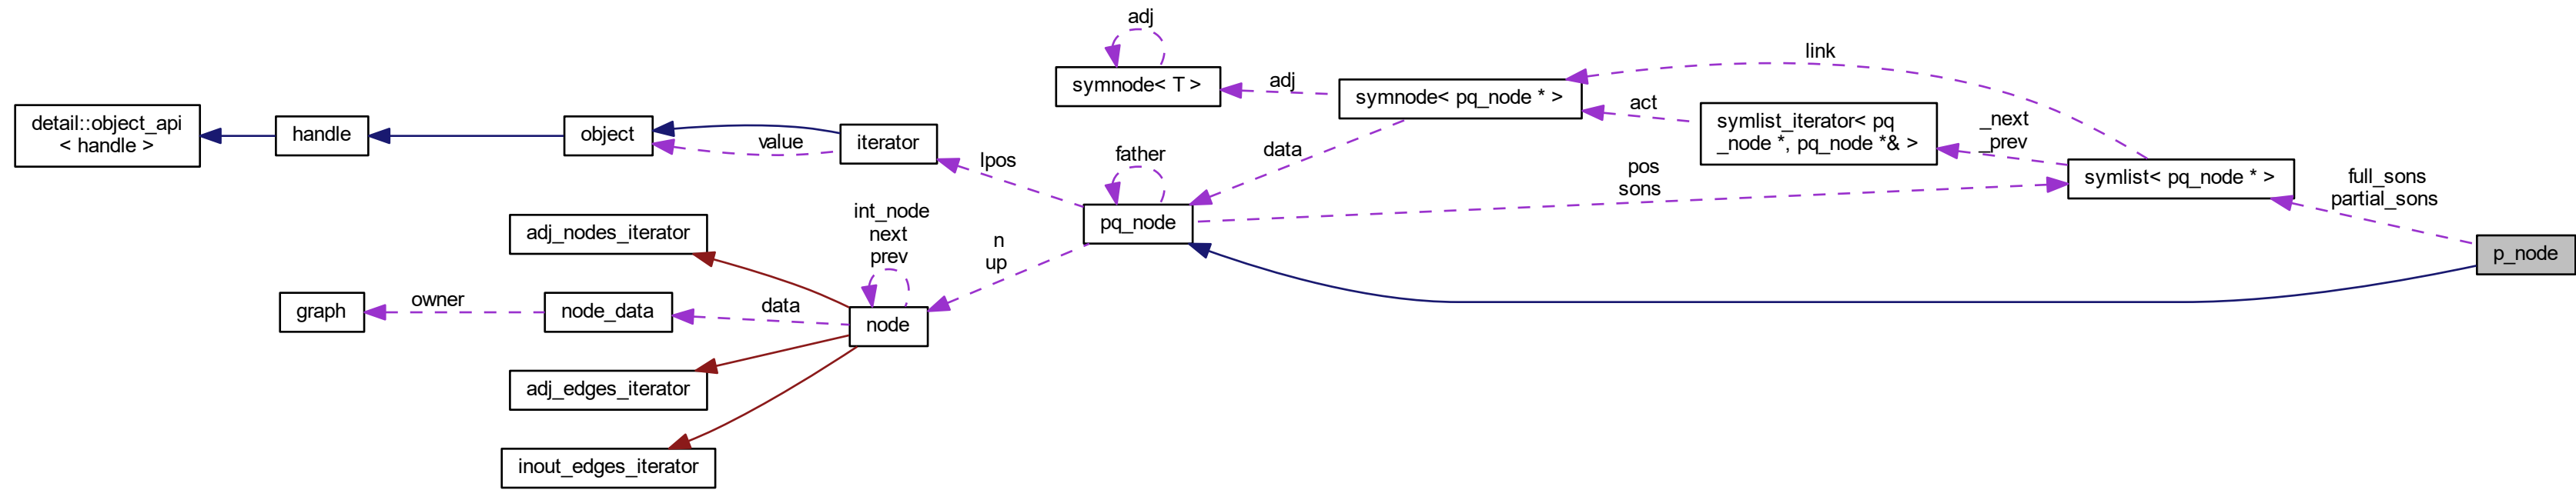 adj
link
symnode< T >
adj
symnode< pq_node * >
act
symlist_iterator< pq
_node *, pq_node *& >
_next
_prev
detail::object_api
< handle >
handle
object
value
iterator
lpos
father
data
pos
sons
symlist< pq_node * >
full_sons
partial_sons
pq_node
p_node
adj_nodes_iterator
int_node
next
prev
n
up
graph
owner
node_data
data
node
adj_edges_iterator
inout_edges_iterator